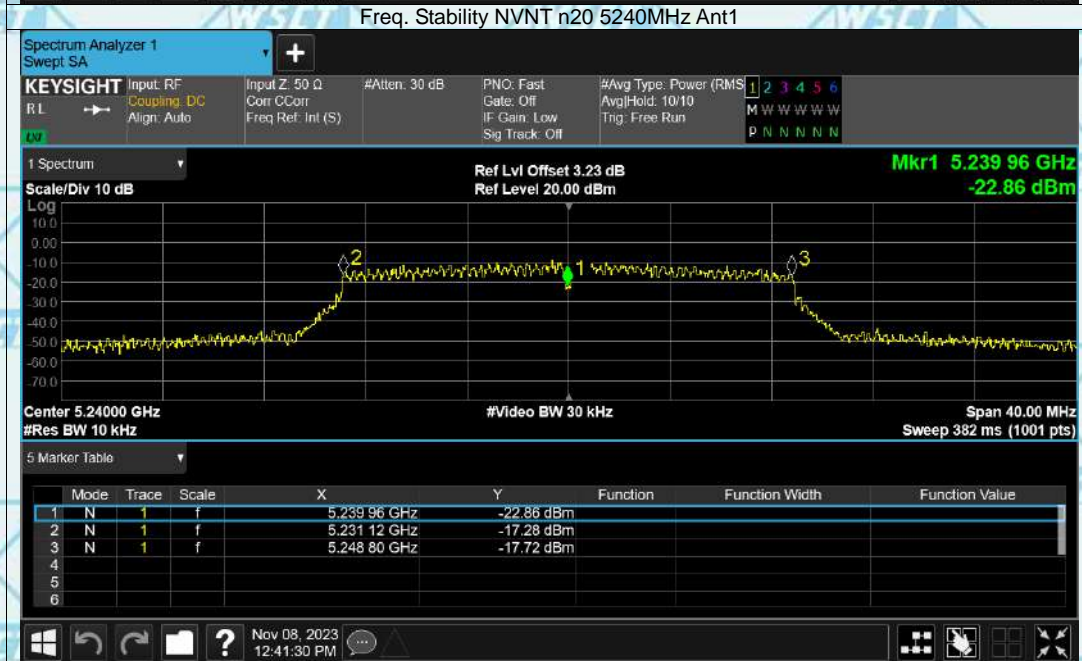 Freq. Stability NVNT n20 5240MHz Ant1
Spectrum Analyzer 1
Swept SA
+
KEYSIGHT Input: RF Input Z: 50 Ω #Atten: 30 dB PNO: Fast #Avg Type: Power (RMS 1 2 3 4 5 6
R L Coupling: DC Corr CCorr Gate: Off Avg|Hold: 10/10 M W W W W W
Align: Auto Freq Ref: Int (S) IF Gain: Low Trig: Free Run
LXI Sig Track: Off P N N N N N
1 Spectrum Ref Lvl Offset 3.23 dB Mkr1 5.239 96 GHz
Scale/Div 10 dB Ref Level 20.00 dBm -22.86 dBm
Log
10.0
0.00
-10.0 2 1 3
-20.0
-30.0
-40.0
-50.0
-60.0
-70.0
Center 5.24000 GHz #Video BW 30 kHz Span 40.00 MHz
#Res BW 10 kHz Sweep 382 ms (1001 pts)
5 Marker Table
Mode Trace Scale X Y Function Function Width Function Value
1 N 1 f 5.239 96 GHz -22.86 dBm
2 N 1 f 5.231 12 GHz -17.28 dBm
3 N 1 f 5.248 80 GHz -17.72 dBm
4
5
6
? Nov 08, 2023
12:41:30 PM